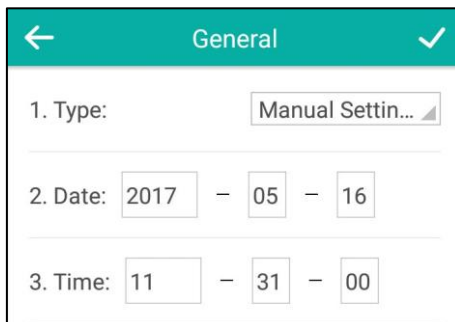 General
1. Type: Manual Settin...
2. Date: 2017 – 05 – 16
3. Time: 11 – 31 – 00